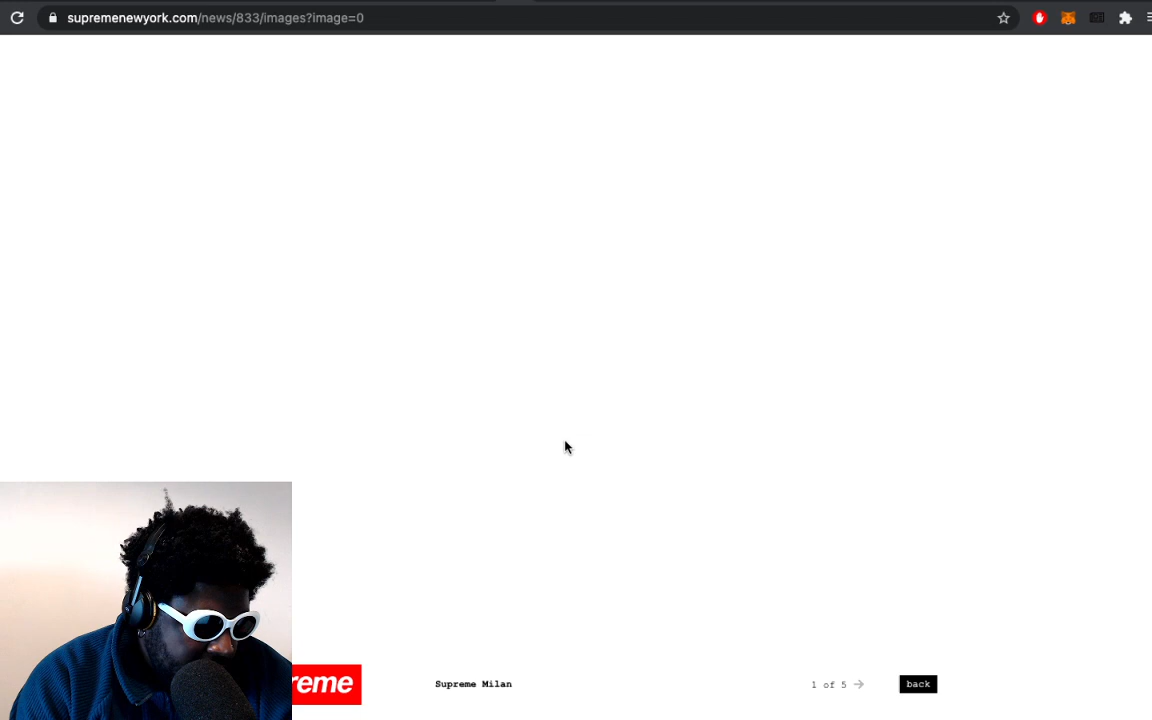 supremenewyork.com/news/833/images?image=0
reme
Supreme Milan
1 of 5 →
back